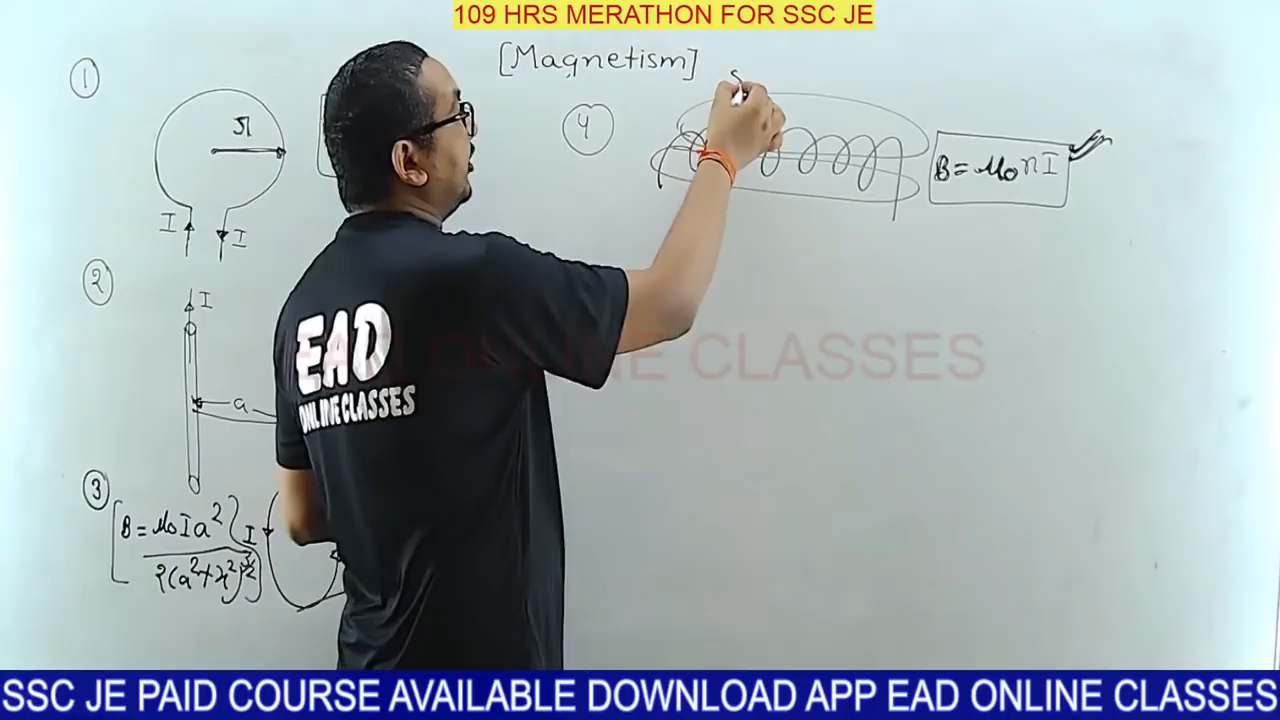 109 HRS MERATHON FOR SSC JE
[Magnetism]
1
r
I
I
2
I
a
3
B = μ₀Ia²
2(a²+x²)^3/2
I
4
B = μ₀nI
S
EAD
ONLINE CLASSES
ONLINE CLASSES
SSC JE PAID COURSE AVAILABLE DOWNLOAD APP EAD ONLINE CLASSES